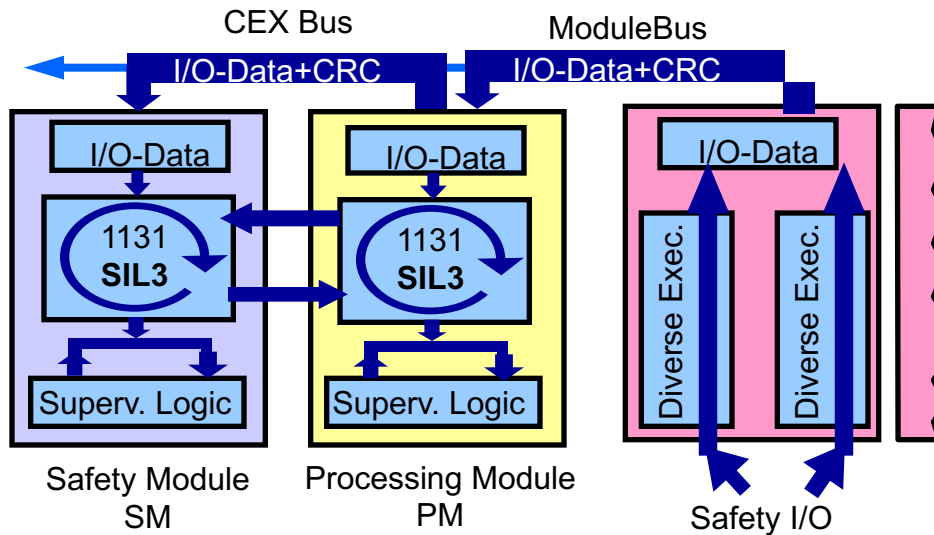 CEX Bus
ModuleBus
I/O-Data+CRC
I/O-Data+CRC
I/O-Data
I/O-Data
I/O-Data
1131
SIL3
1131
SIL3
Diverse Exec.
Diverse Exec.
Superv. Logic
Superv. Logic
Safety Module
SM
Processing Module
PM
Safety I/O